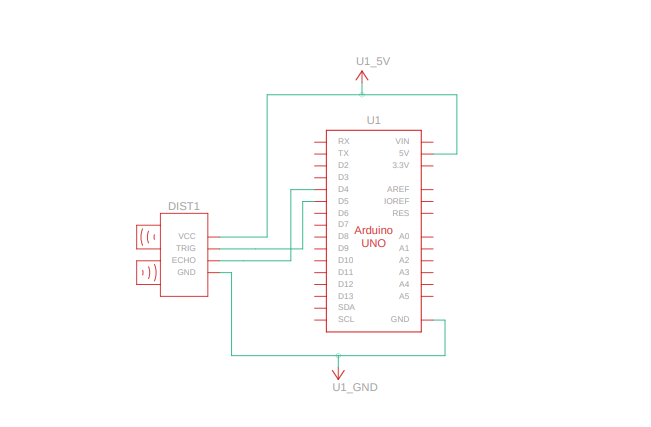 U1_5V
U1
RX
TX
D2
D3
D4
D5
D6
D7
D8
D9
D10
D11
D12
D13
SDA
SCL
Arduino
UNO
VIN
5V
3.3V
AREF
IOREF
RES
A0
A1
A2
A3
A4
A5
GND
DIST1
VCC
TRIG
ECHO
GND
U1_GND